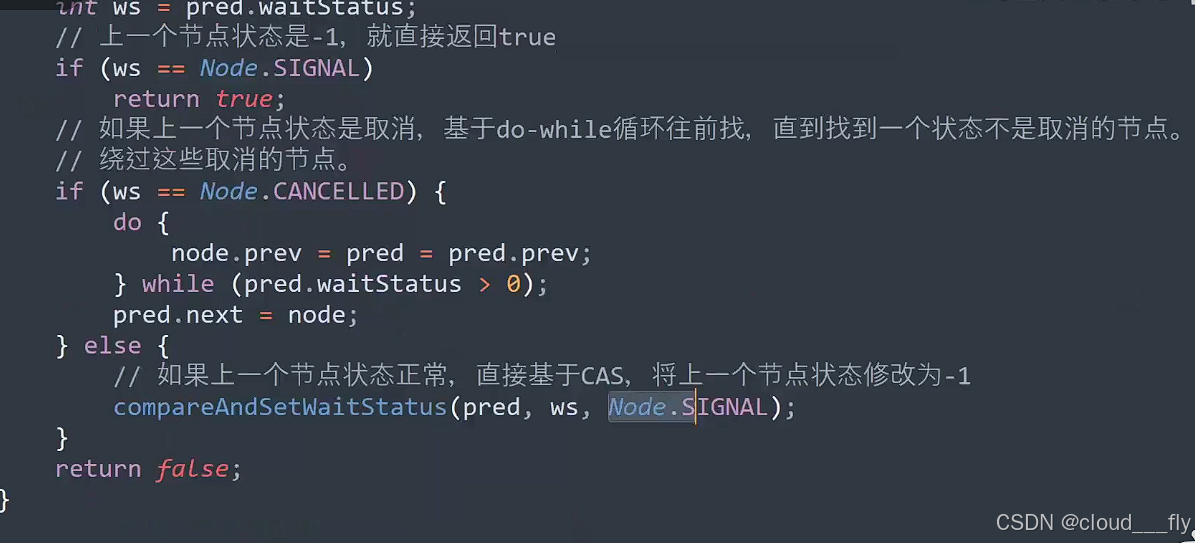 int ws = pred.waitStatus;
// 上一个节点状态是-1，就直接返回true
if (ws == Node.SIGNAL)
return true;
// 如果上一个节点状态是取消，基于do-while循环往前找，直到找到一个状态不是取消的节点。
// 绕过这些取消的节点。
if (ws == Node.CANCELLED) {
do {
node.prev = pred = pred.prev;
} while (pred.waitStatus > 0);
pred.next = node;
} else {
// 如果上一个节点状态正常，直接基于CAS，将上一个节点状态修改为-1
compareAndSetWaitStatus(pred, ws, Node.SIGNAL);
}
return false;
}
CSDN @cloud___fly